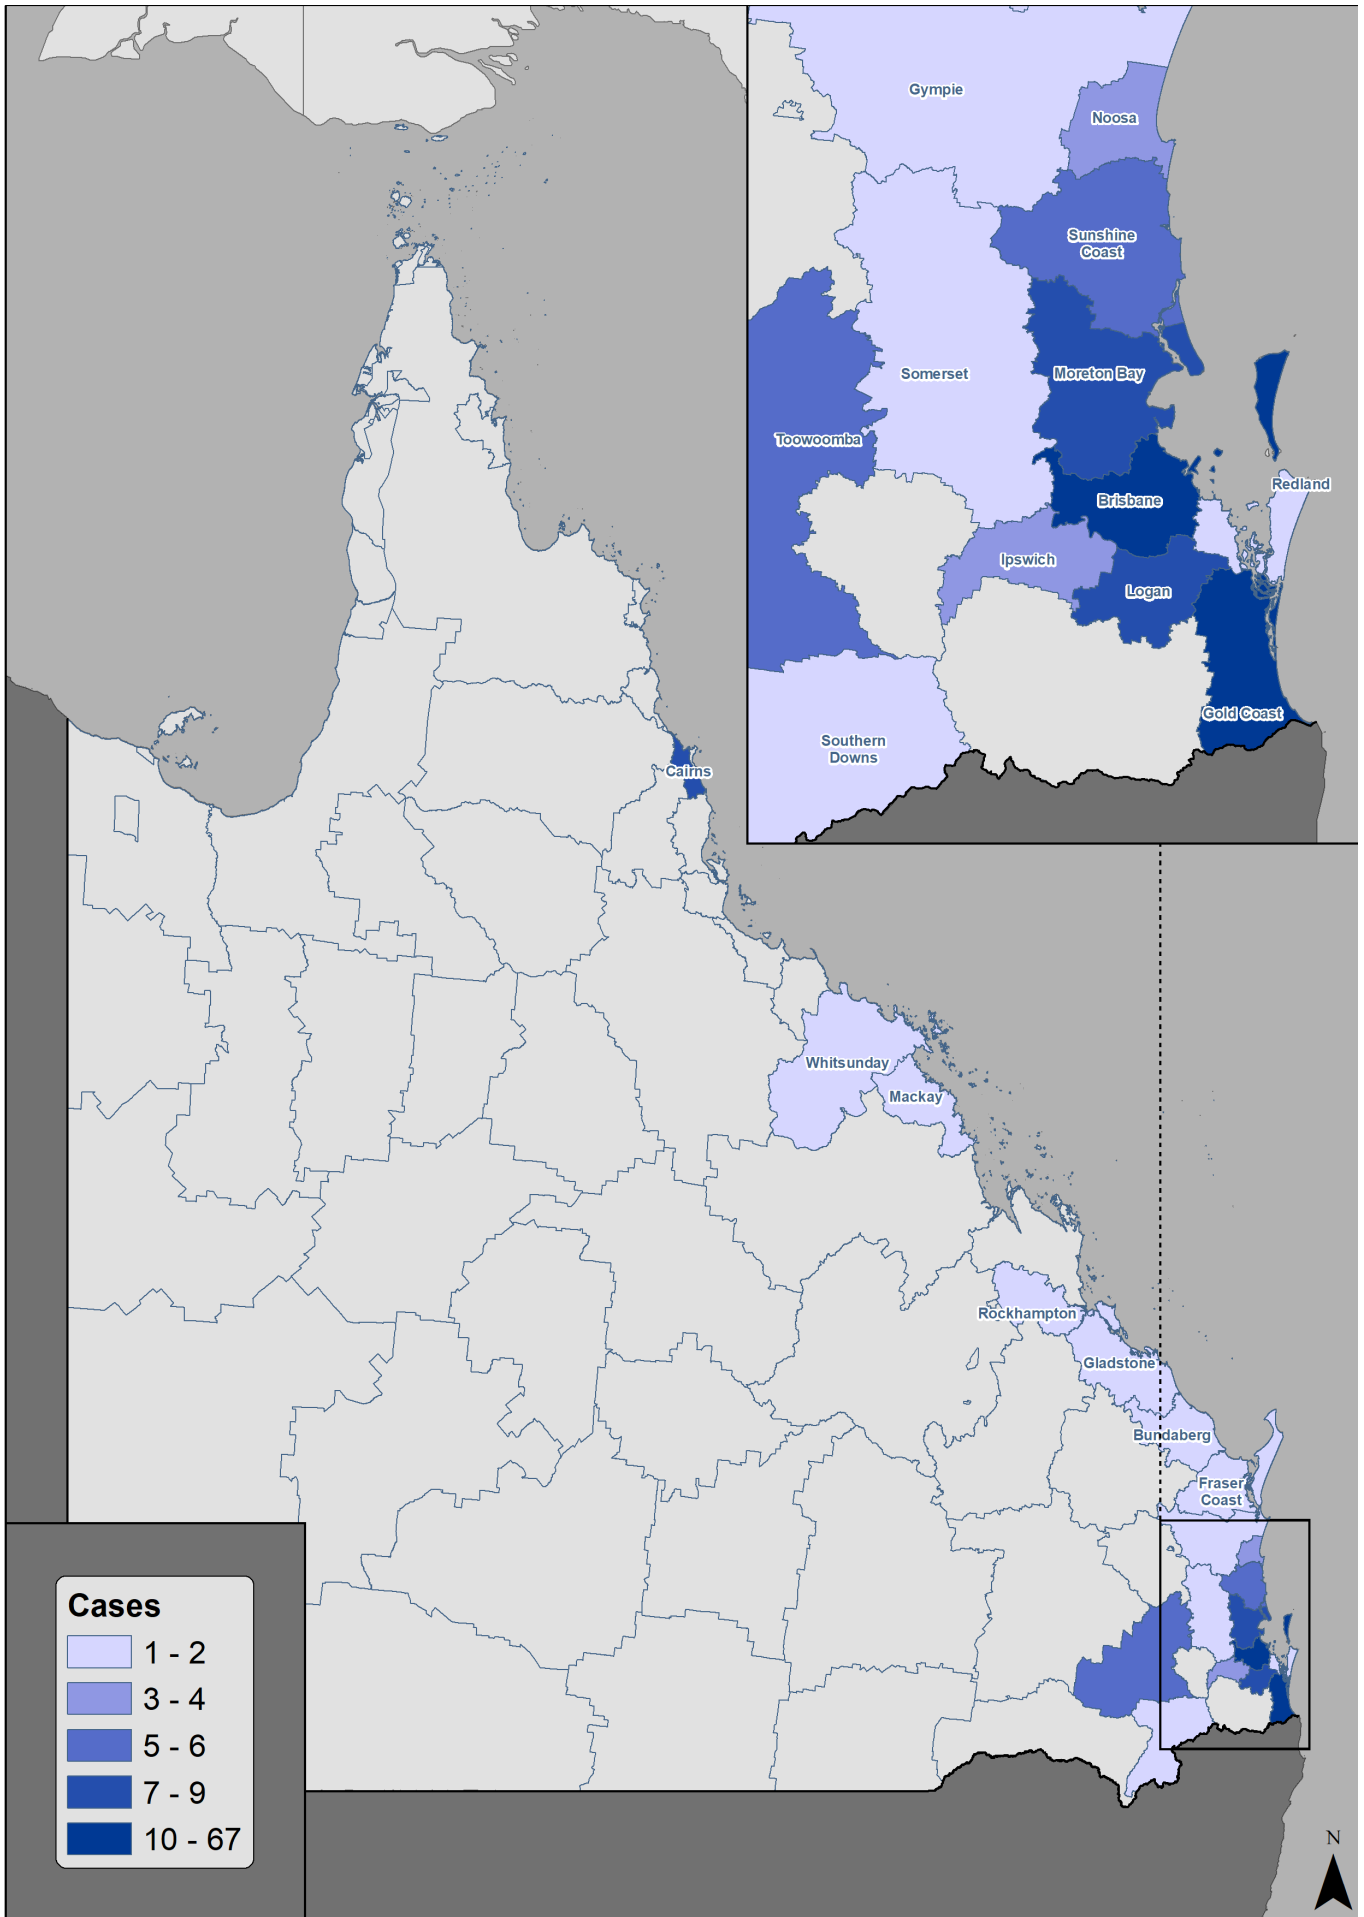 Gympie
Noosa
Sunshine
Coast
Somerset
Moreton Bay
Toowoomba
Redland
Brisbane
Ipswich
Logan
Gold Coast
Southern
Downs
Cairns
Whitsunday
Mackay
Rockhampton
Gladstone
Bundaberg
Fraser
Coast
Cases
1 - 2
3 - 4
5 - 6
7 - 9
10 - 67
N